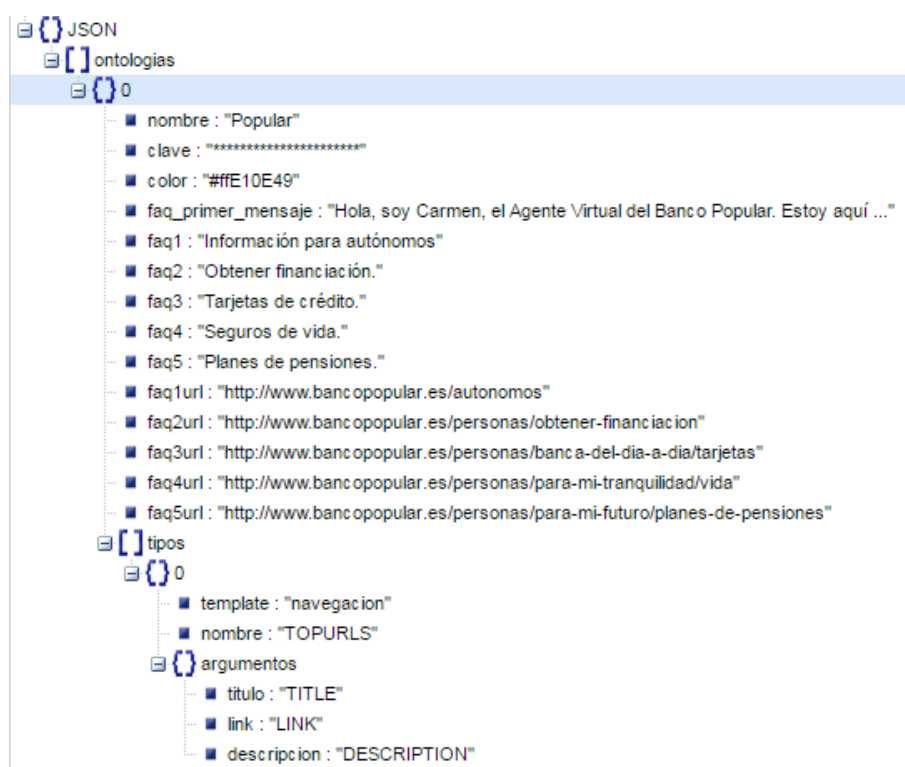 JSON
ontologias
0
nombre : "Popular"
clave : "**********************"
color : "#ffE10E49"
faq_primer_mensaje : "Hola, soy Carmen, el Agente Virtual del Banco Popular. Estoy aquí ..."
faq1 : "Información para autónomos"
faq2 : "Obtener financiación."
faq3 : "Tarjetas de crédito."
faq4 : "Seguros de vida."
faq5 : "Planes de pensiones."
faq1url : "http://www.bancopopular.es/autonomos"
faq2url : "http://www.bancopopular.es/personas/obtener-financiacion"
faq3url : "http://www.bancopopular.es/personas/banca-del-dia-a-dia/tarjetas"
faq4url : "http://www.bancopopular.es/personas/para-mi-tranquilidad/vida"
faq5url : "http://www.bancopopular.es/personas/para-mi-futuro/planes-de-pensiones"
tipos
0
template : "navegacion"
nombre : "TOPURLS"
argumentos
titulo : "TITLE"
link : "LINK"
descripcion : "DESCRIPTION"